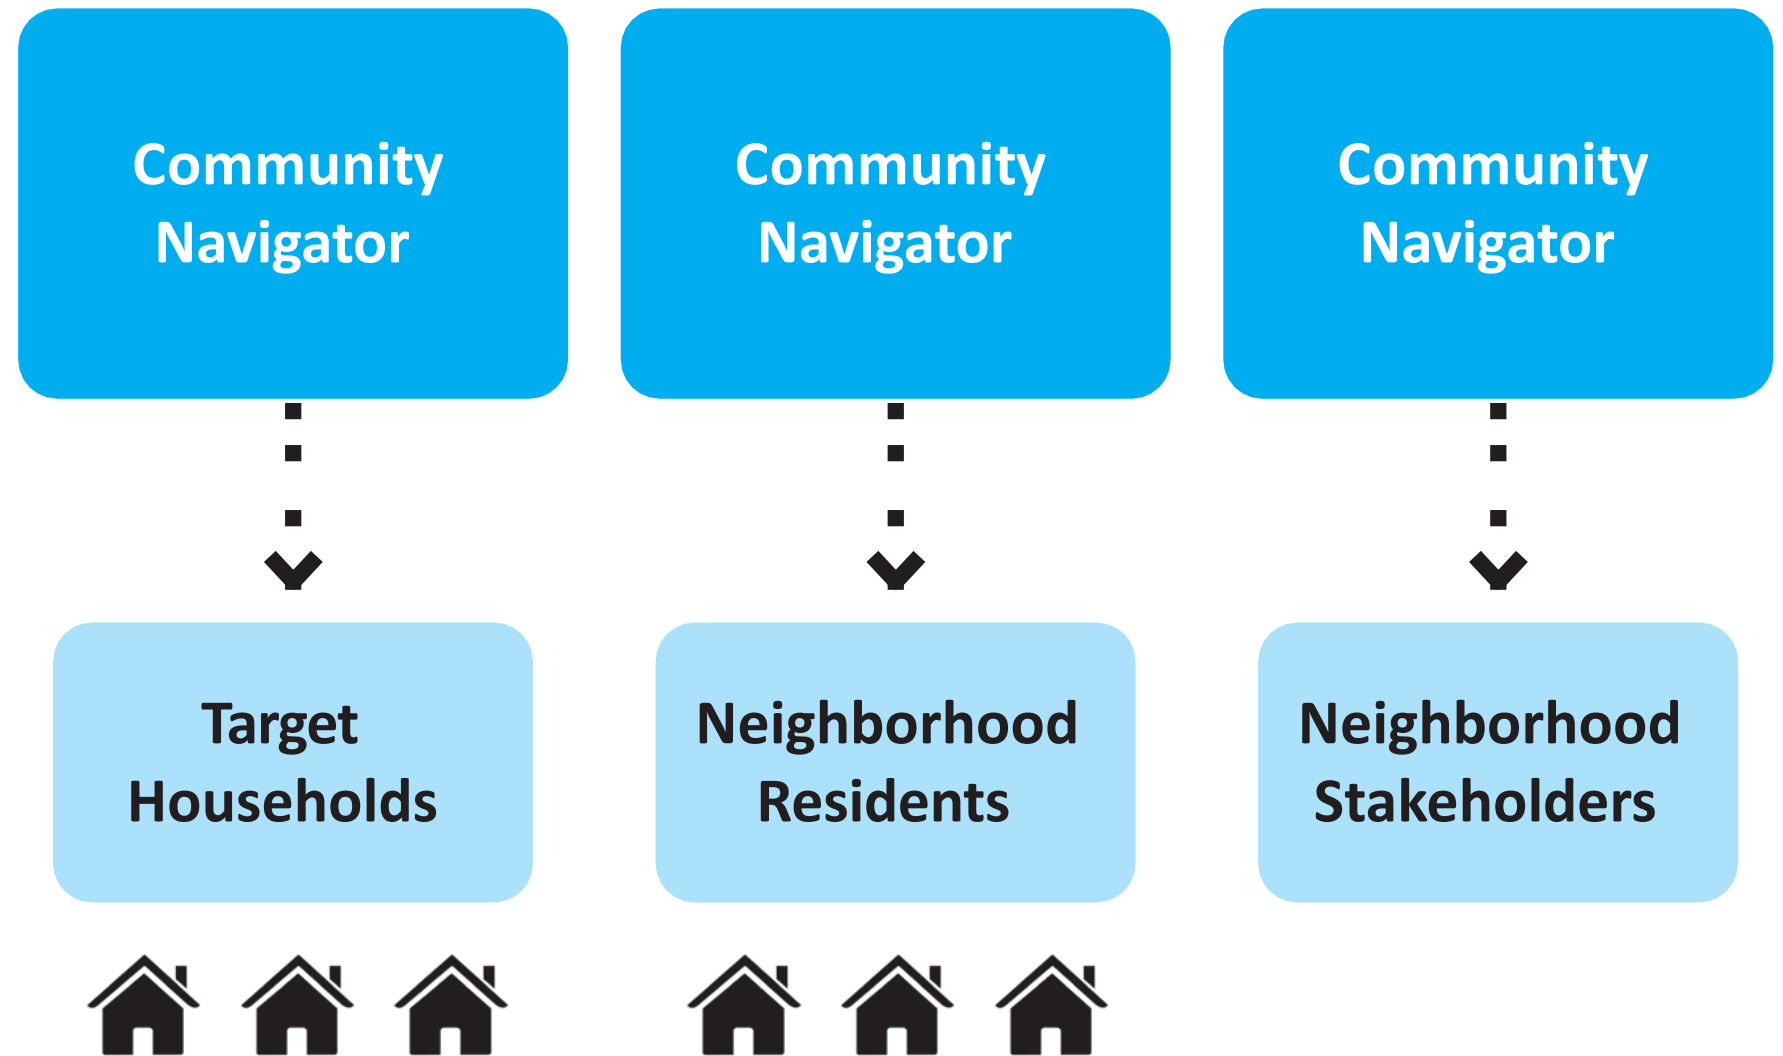 Community
Navigator
Community
Navigator
Community
Navigator
Target
Households
Neighborhood
Residents
Neighborhood
Stakeholders